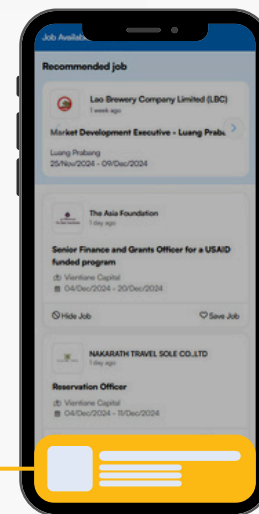 Job Availab
Recommended job
Lao Brewery Company Limited (LBC)
1 week ago
Market Development Executive - Luang Prab
Luang Prabang
25/Nov/2024 - 09/Dec/2024
The Asia Foundation
1 day ago
Senior Finance and Grants Officer for a USAID
funded program
Vientiane Capital
04/Dec/2024 - 20/Dec/2024
Hide Job
Save Job
NAKARATH TRAVEL SOLE CO.,LTD
1 day ago
Reservation Officer
Vientiane Capital
04/Dec/2024 - 11/Dec/2024